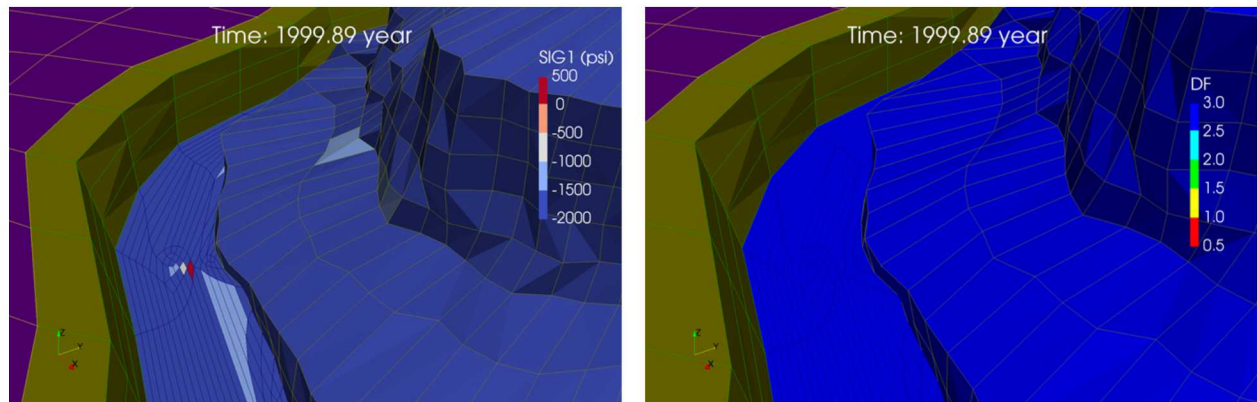 Time: 1999.89 year
SIG1 (psi)
500
0
-500
-1000
-1500
-2000
Z
Y
X
Time: 1999.89 year
DF
3.0
2.5
2.0
1.5
1.0
0.5
Z
Y
X